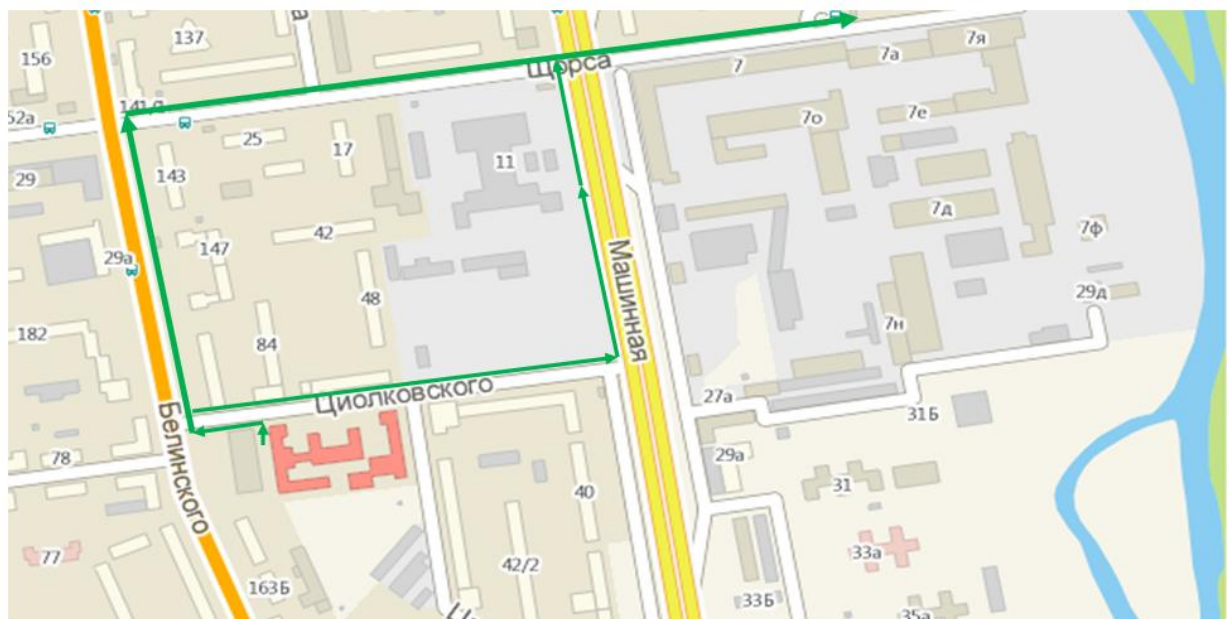 137
156
7я
7а
7
Щорса
141
52а
7о
7е
25
17
11
143
29
7д
42
7ф
147
29а
Машинная
48
29д
7н
182
84
Циолковского
27а
31Б
Белинского
78
29а
31
40
77
33а
42/2
163Б
33Б
35а